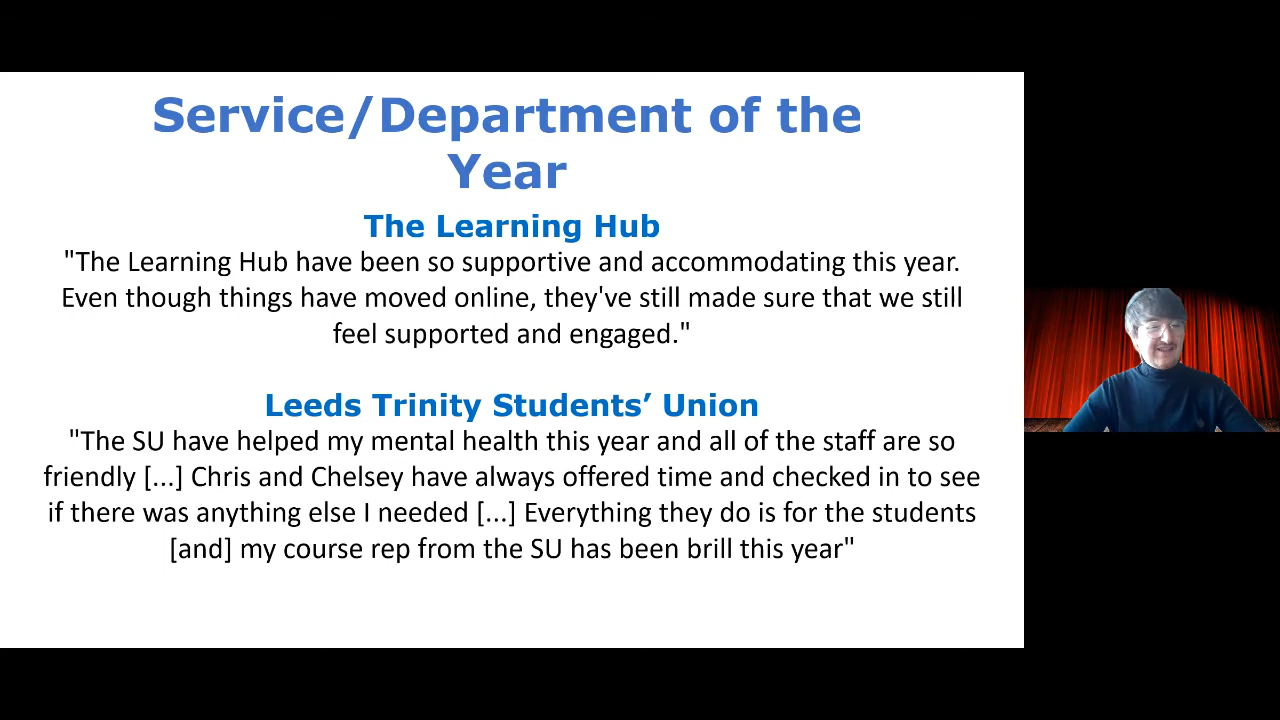 Service/Department of the
Year
The Learning Hub
"The Learning Hub have been so supportive and accommodating this year.
Even though things have moved online, they've still made sure that we still
feel supported and engaged."
Leeds Trinity Students’ Union
"The SU have helped my mental health this year and all of the staff are so
friendly [...] Chris and Chelsey have always offered time and checked in to see
if there was anything else I needed [...] Everything they do is for the students
[and] my course rep from the SU has been brill this year"